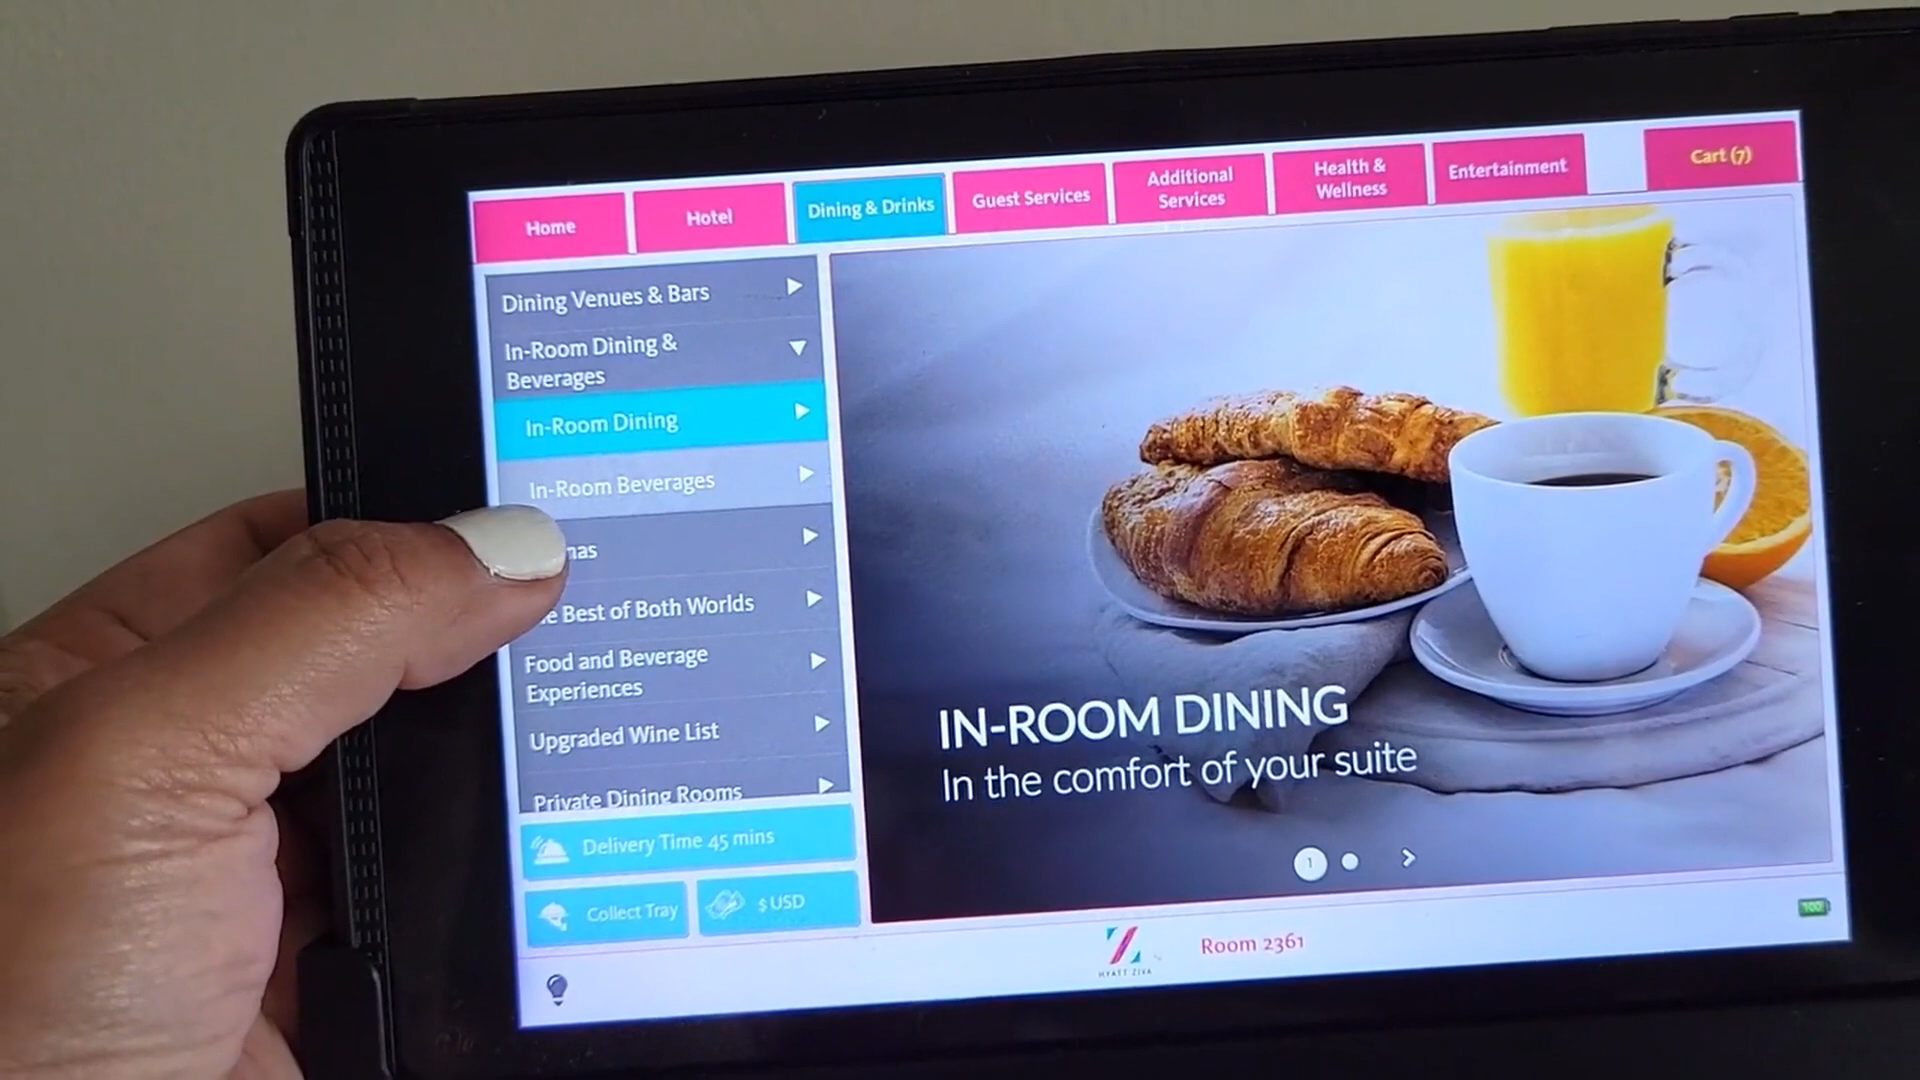 Home
Hotel
Dining & Drinks
Guest Services
Additional
Services
Health &
Wellness
Entertainment
Cart (7)
Dining Venues & Bars
In-Room Dining &
Beverages
In-Room Dining
In-Room Beverages
Best of Both Worlds
Food and Beverage
Experiences
Upgraded Wine List
Private Dining Rooms
Delivery Time 45 mins
Collect Tray
$ USD
IN-ROOM DINING
In the comfort of your suite
1
HYATT ZIVA
Room 2361
100